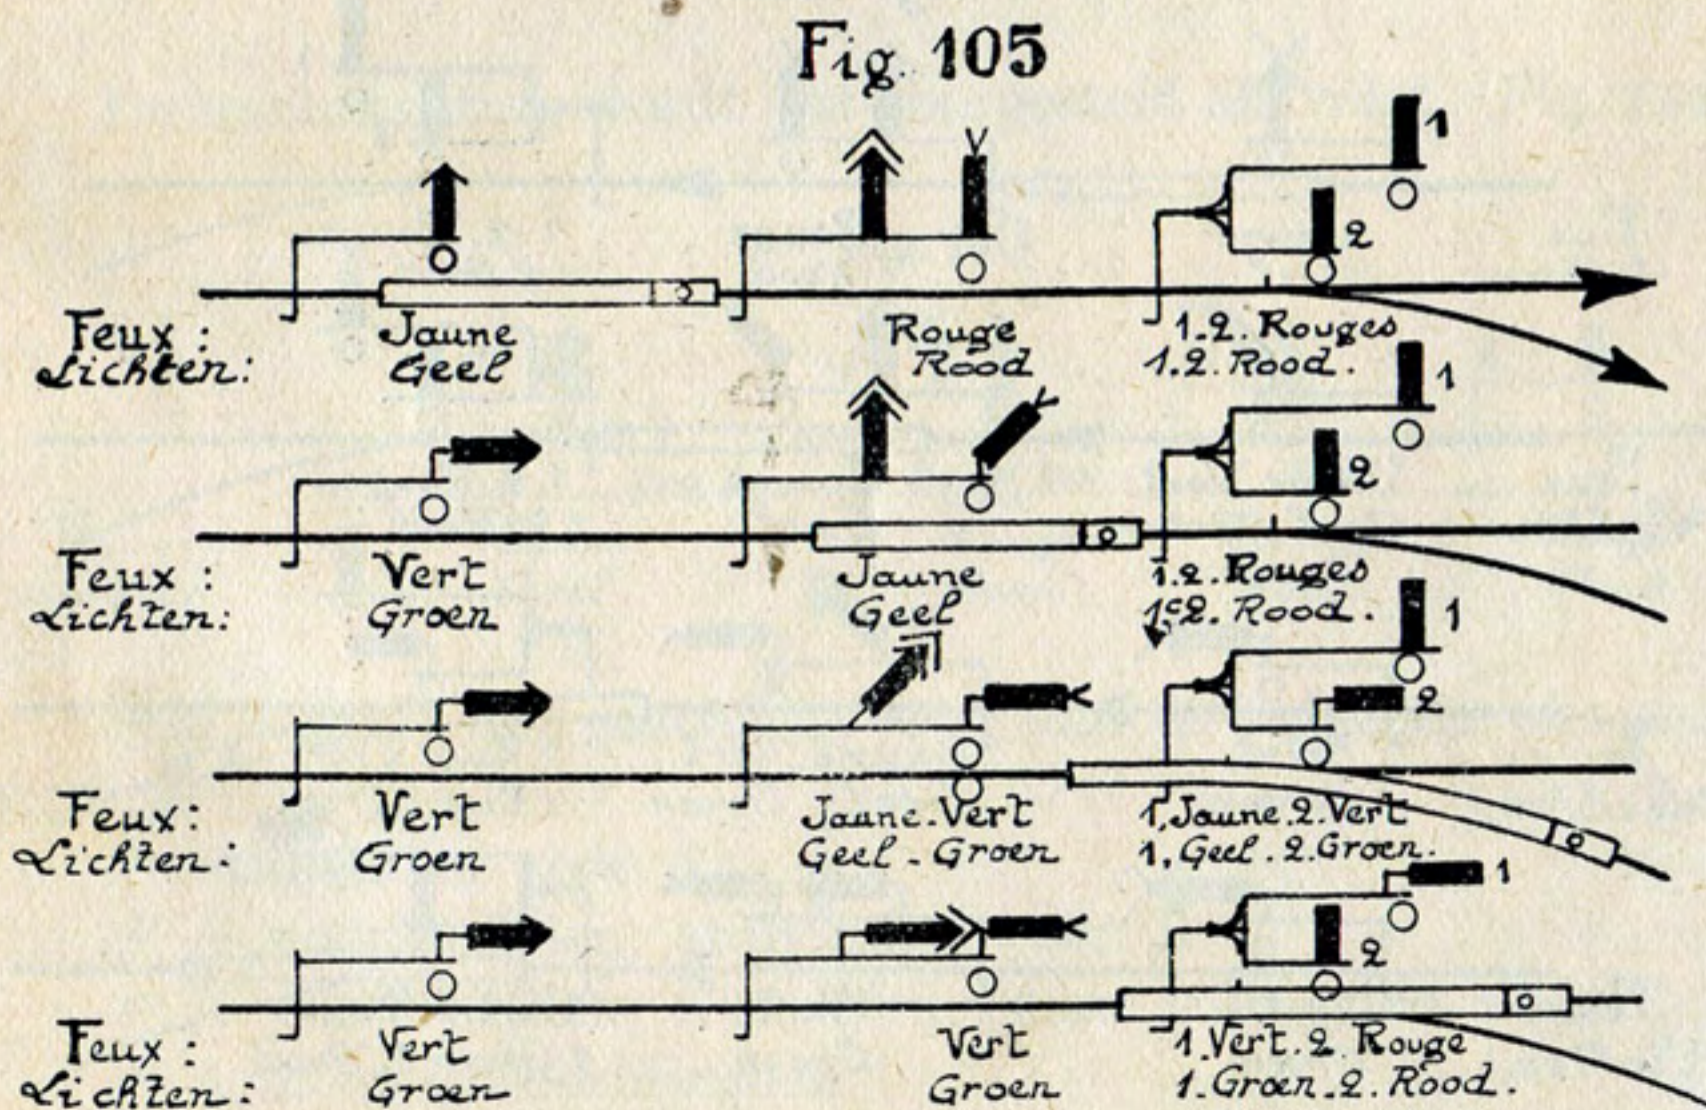 Fig. 105
1
2
Feux : Jaune Rouge 1.2. Rouges
Lichten: Geel Rood 1.2. Rood.
1
2
Feux : Vert Jaune 1.2. Rouges
Lichten: Groen Geel 1.2. Rood.
1
2
Feux: Vert Jaune-Vert 1, Jaune.2.Vert
Lichten: Groen Geel-Groen 1, Geel.2.Groen.
1
2
Feux : Vert Vert 1.Vert.2.Rouge
Lichten: Groen Groen 1.Groen.2.Rood.